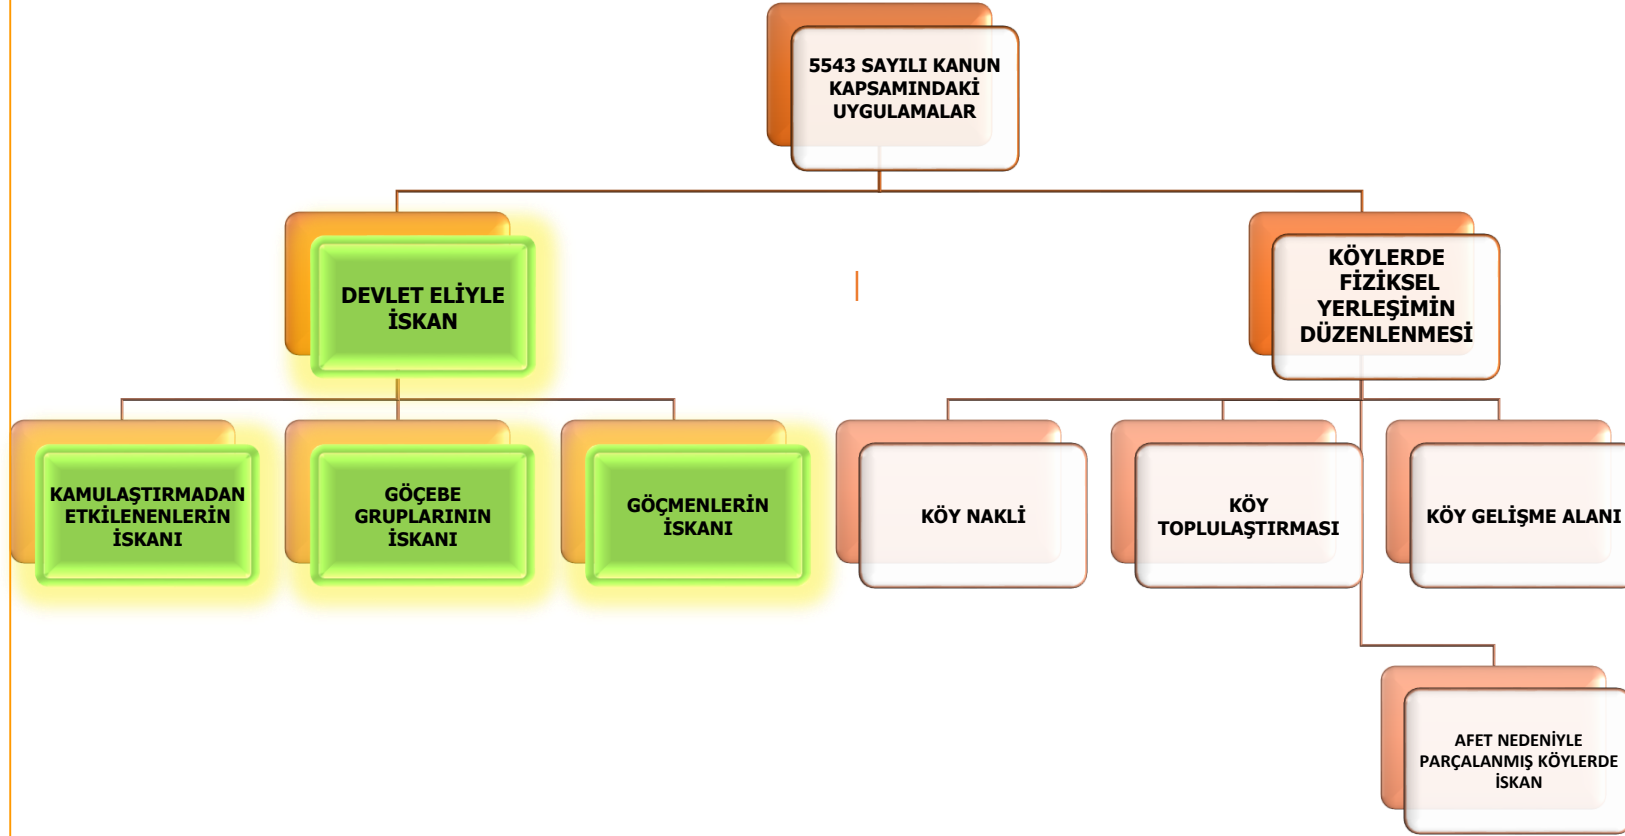 5543 SAYILI KANUN
KAPSAMINDAKİ
UYGULAMALAR
DEVLET ELİYLE
İSKAN
KÖYLERDE
FİZİKSEL
YERLEŞİMİN
DÜZENLENMESİ
KAMULAŞTIRMADAN
ETKİLENENLERİN
İSKANI
GÖÇEBE
GRUPLARININ
İSKANI
GÖÇMENLERİN
İSKANI
KÖY NAKLİ
KÖY
TOPLULAŞTIRMASI
KÖY GELİŞME ALANI
AFET NEDENİYLE
PARÇALANMIŞ KÖYLERDE
İSKAN